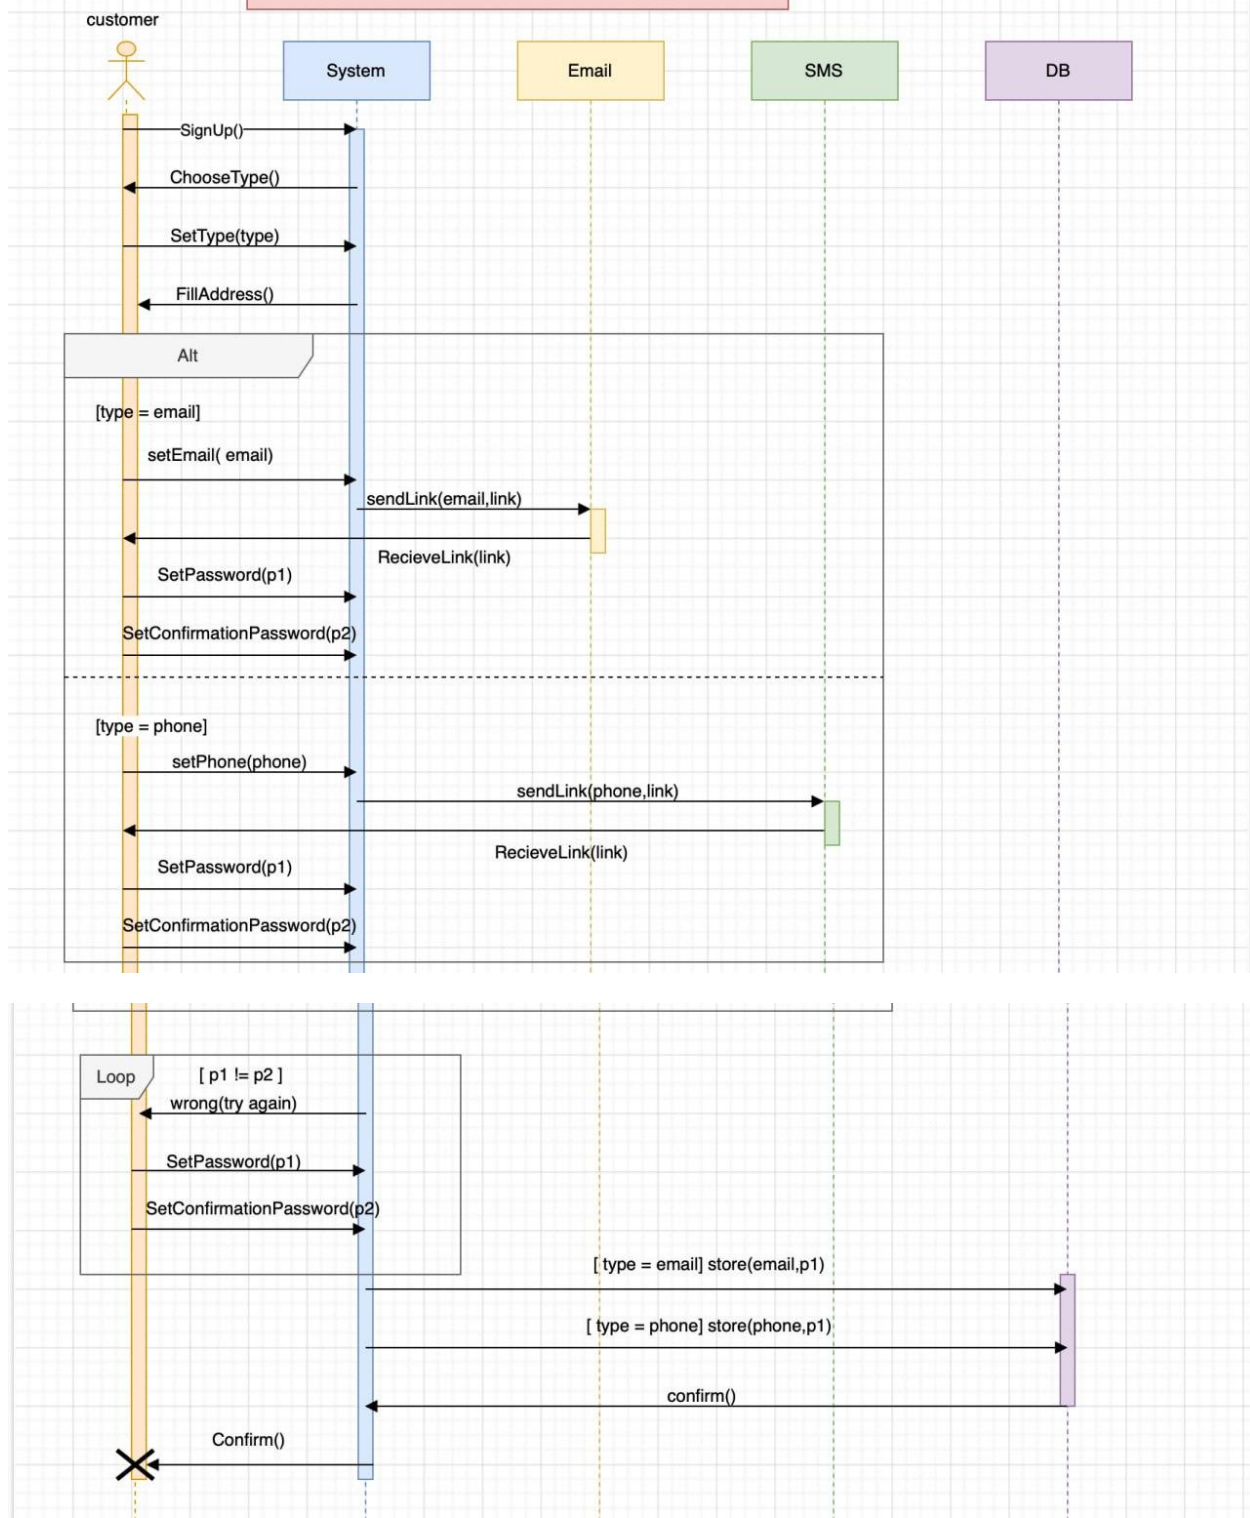 customer
System
Email
SMS
DB
SignUp()
ChooseType()
SetType(type)
FillAddress()
Alt
[type = email]
setEmail( email)
sendLink(email,link)
RecieveLink(link)
SetPassword(p1)
SetConfirmationPassword(p2)
[type = phone]
setPhone(phone)
sendLink(phone,link)
RecieveLink(link)
SetPassword(p1)
SetConfirmationPassword(p2)
Loop
[ p1 != p2 ]
wrong(try again)
SetPassword(p1)
SetConfirmationPassword(p2)
[ type = email] store(email,p1)
[ type = phone] store(phone,p1)
confirm()
Confirm()